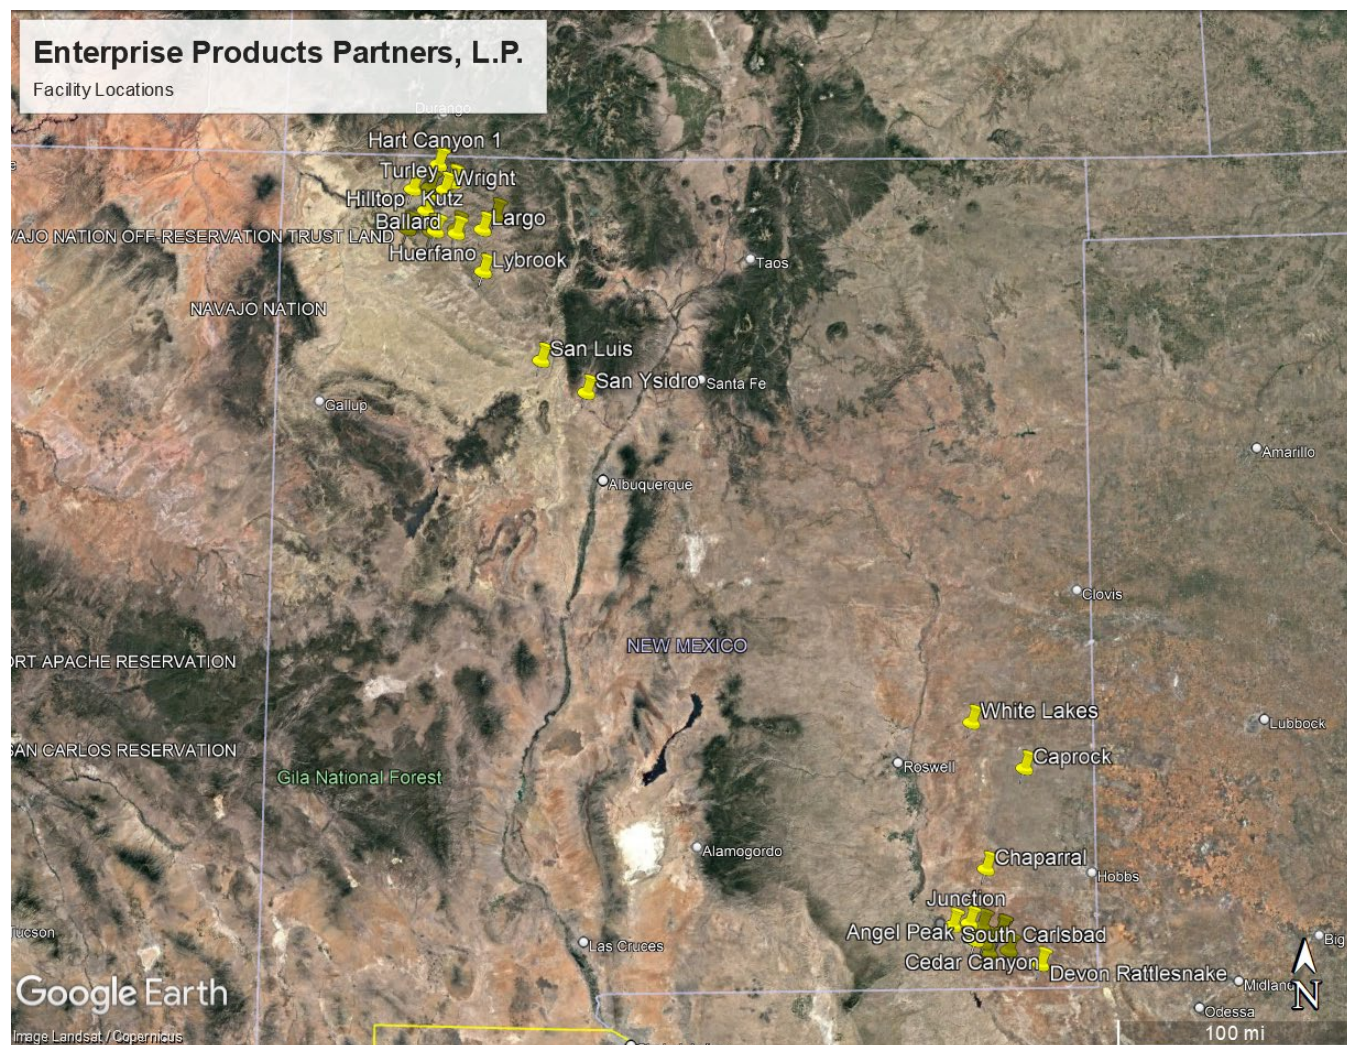 Enterprise Products Partners, L.P.
Facility Locations
Durango
Hart Canyon 1
Turley
Wright
Hilltop
Kutz
Ballard
Largo
NAVAJO NATION OFF-RESERVATION TRUST LAND
Huerfano
Lybrook
Taos
NAVAJO NATION
San Luis
San Ysidro
Santa Fe
Gallup
Amarillo
Albuquerque
Clovis
NEW MEXICO
ORT APACHE RESERVATION
White Lakes
Lubbock
SAN CARLOS RESERVATION
Caprock
Roswell
Gila National Forest
Alamogordo
Chaparral
Hobbs
Junction
Tucson
Angel Peak
South Carlsbad
Big
Las Cruces
Cedar Canyon
Devon Rattlesnake
Midland
N
Google Earth
Odessa
Image Landsat / Copernicus
100 mi